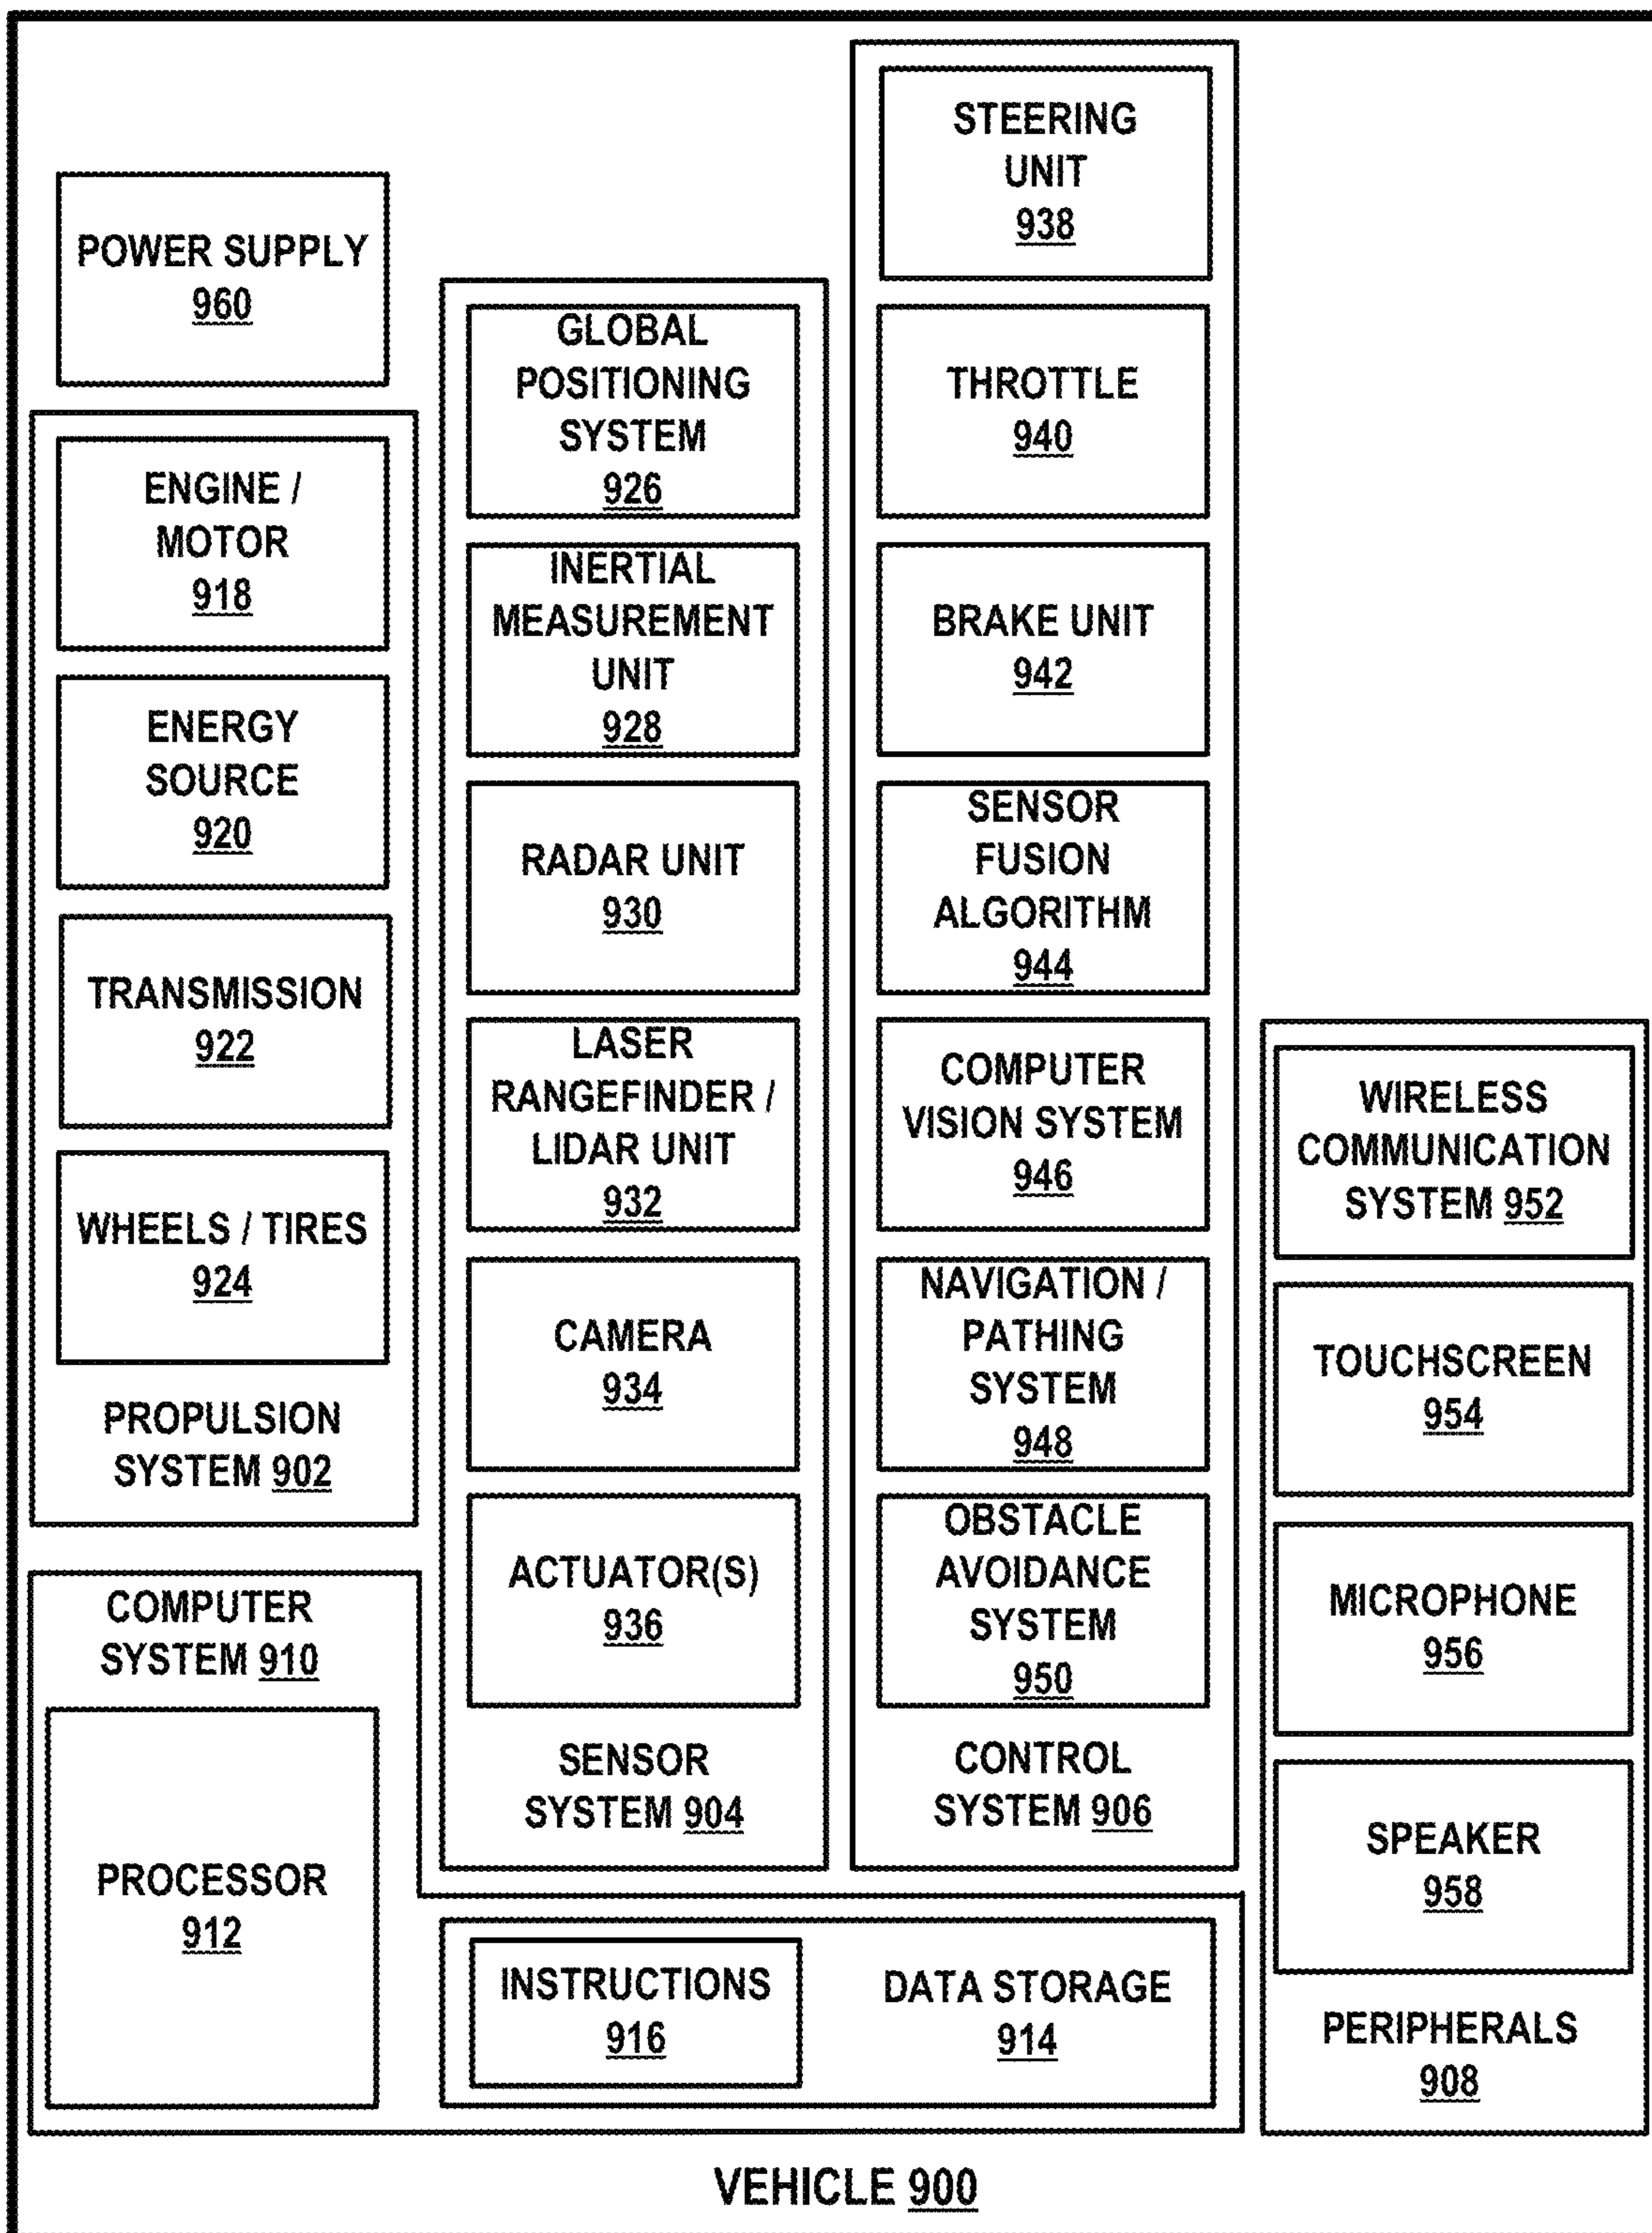 POWER SUPPLY
960
ENGINE /
MOTOR
918
ENERGY
SOURCE
920
TRANSMISSION
922
WHEELS / TIRES
924
PROPULSION
SYSTEM 902
COMPUTER
SYSTEM 910
PROCESSOR
912
GLOBAL
POSITIONING
SYSTEM
926
INERTIAL
MEASUREMENT
UNIT
928
RADAR UNIT
930
LASER
RANGEFINDER /
LIDAR UNIT
932
CAMERA
934
ACTUATOR(S)
936
SENSOR
SYSTEM 904
STEERING
UNIT
938
THROTTLE
940
BRAKE UNIT
942
SENSOR
FUSION
ALGORITHM
944
COMPUTER
VISION SYSTEM
946
NAVIGATION /
PATHING
SYSTEM
948
OBSTACLE
AVOIDANCE
SYSTEM
950
CONTROL
SYSTEM 906
INSTRUCTIONS
916
DATA STORAGE
914
WIRELESS
COMMUNICATION
SYSTEM 952
TOUCHSCREEN
954
MICROPHONE
956
SPEAKER
958
PERIPHERALS
908
VEHICLE 900